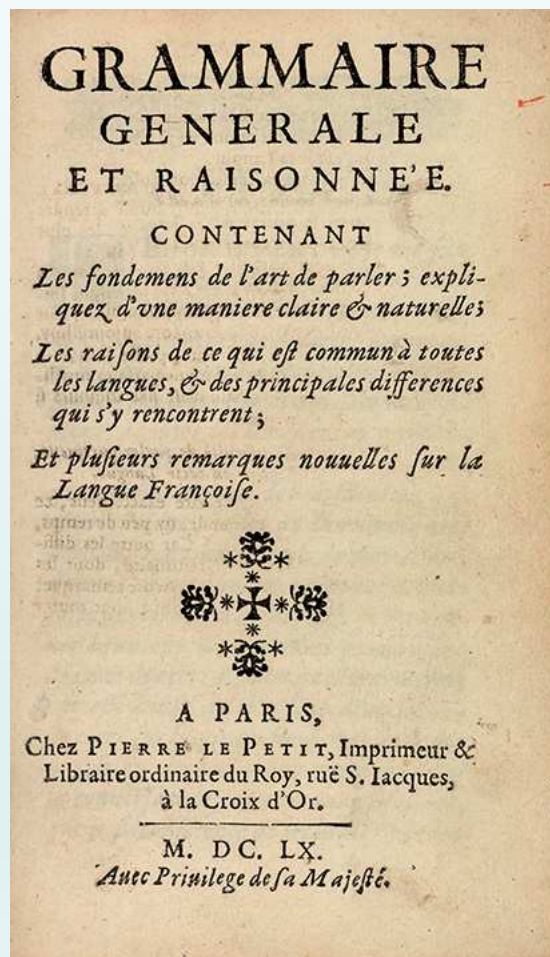 GRAMMAIRE
GENERALE
ET RAISONNE'E.
CONTENANT
Les fondemens de l'art de parler; expli-
quez d'vne maniere claire & naturelle;
Les raiſons de ce qui eſt commun à toutes
les langues, & des principales differences
qui s'y rencontrent;
Et pluſieurs remarques nouuelles ſur la
Langue Françoiſe.
A PARIS,
Chez PIERRE LE PETIT, Imprimeur &
Libraire ordinaire du Roy, ruë S. Iacques,
à la Croix d'Or.
M. DC. LX.
Auec Priuilege de ſa Majeſté.